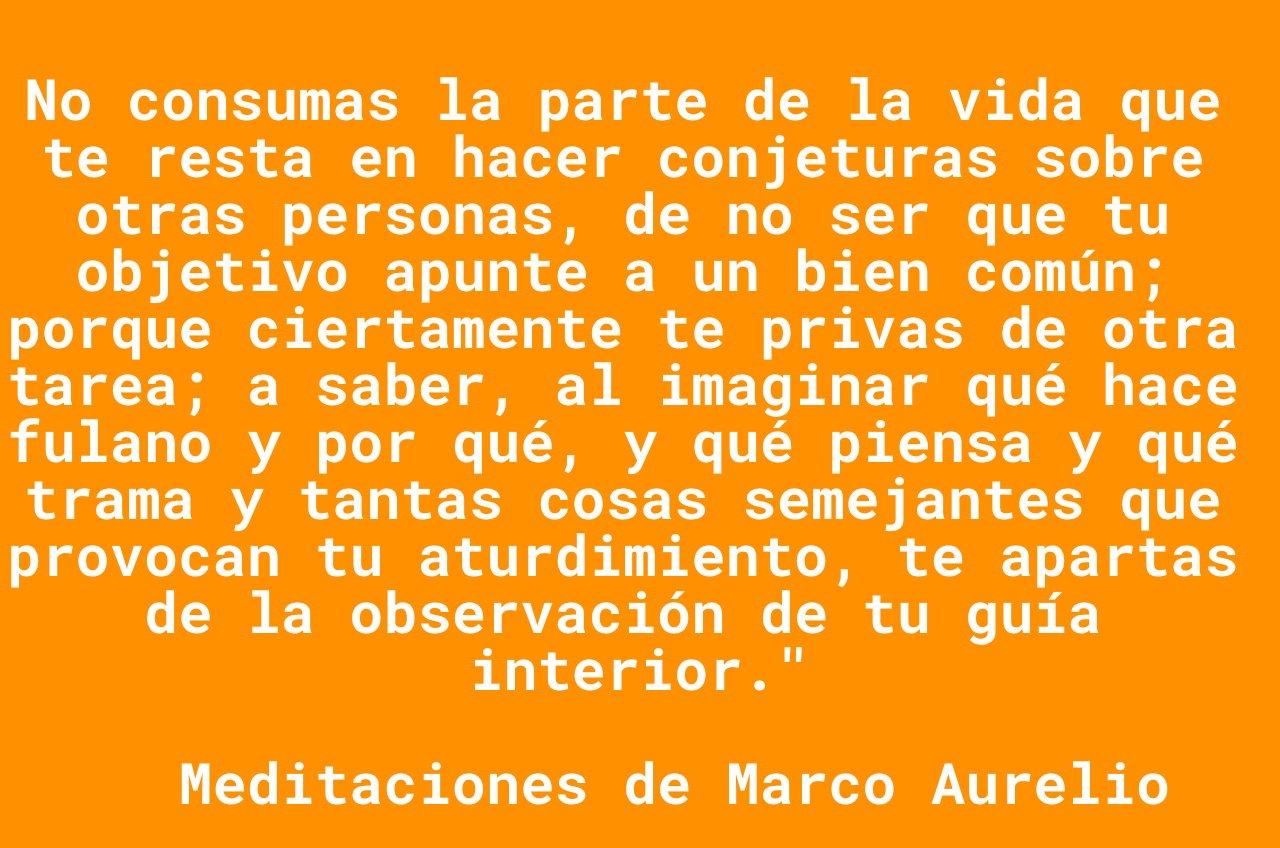 No consumas la parte de la vida que
te resta en hacer conjeturas sobre
otras personas, de no ser que tu
objetivo apunte a un bien común;
porque ciertamente te privas de otra
tarea; a saber, al imaginar qué hace
fulano y por qué, y qué piensa y qué
trama y tantas cosas semejantes que
provocan tu aturdimiento, te apartas
de la observación de tu guía
interior."
Meditaciones de Marco Aurelio